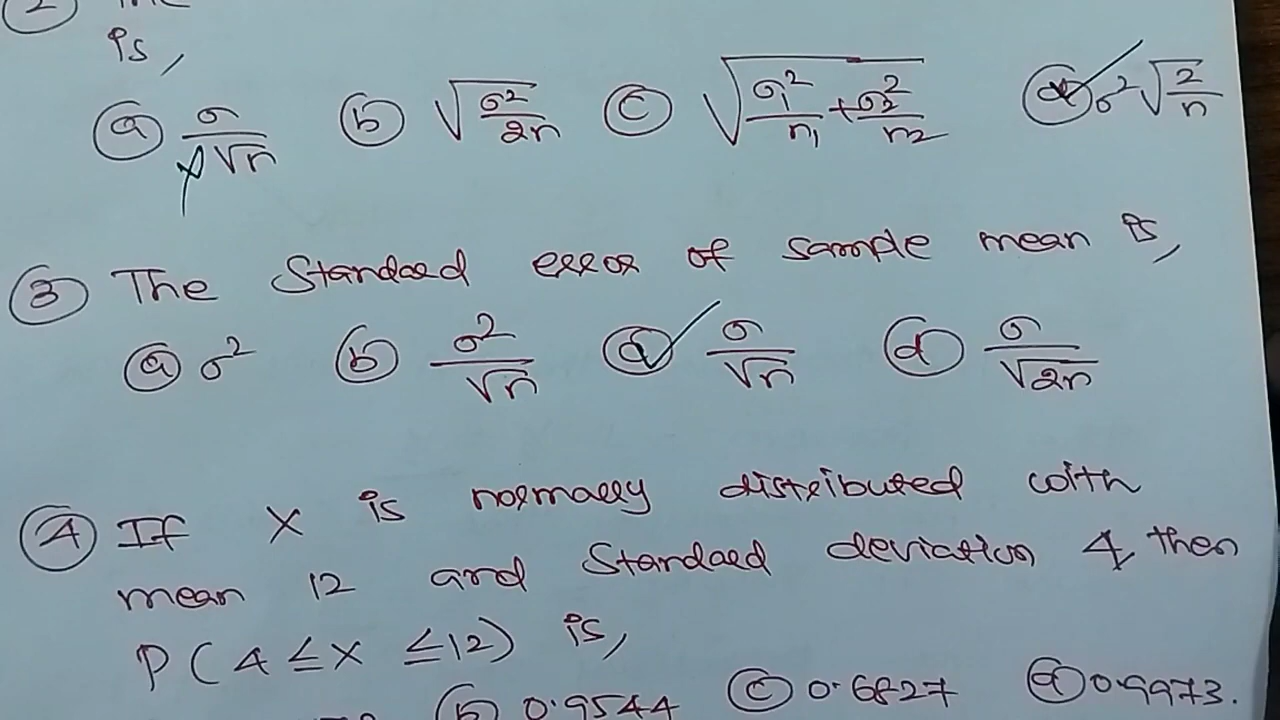 ②
is,
ⓐ σ/√n ⓑ √(σ²/2n) ⓒ √(σ₁²/n₁ + σ₂²/n₂) ⓓ σ²√(2/n)
③ The Standard error of sample mean is,
ⓐ σ² ⓑ σ²/√n ⓒ σ/√n ⓓ σ/√2n
④ If X is normally distributed with
mean 12 and Standard deviation 4, then
P(4 ≤ X ≤ 12) is,
ⓑ 0.9544 ⓒ 0.6827 ⓓ 0.9973.